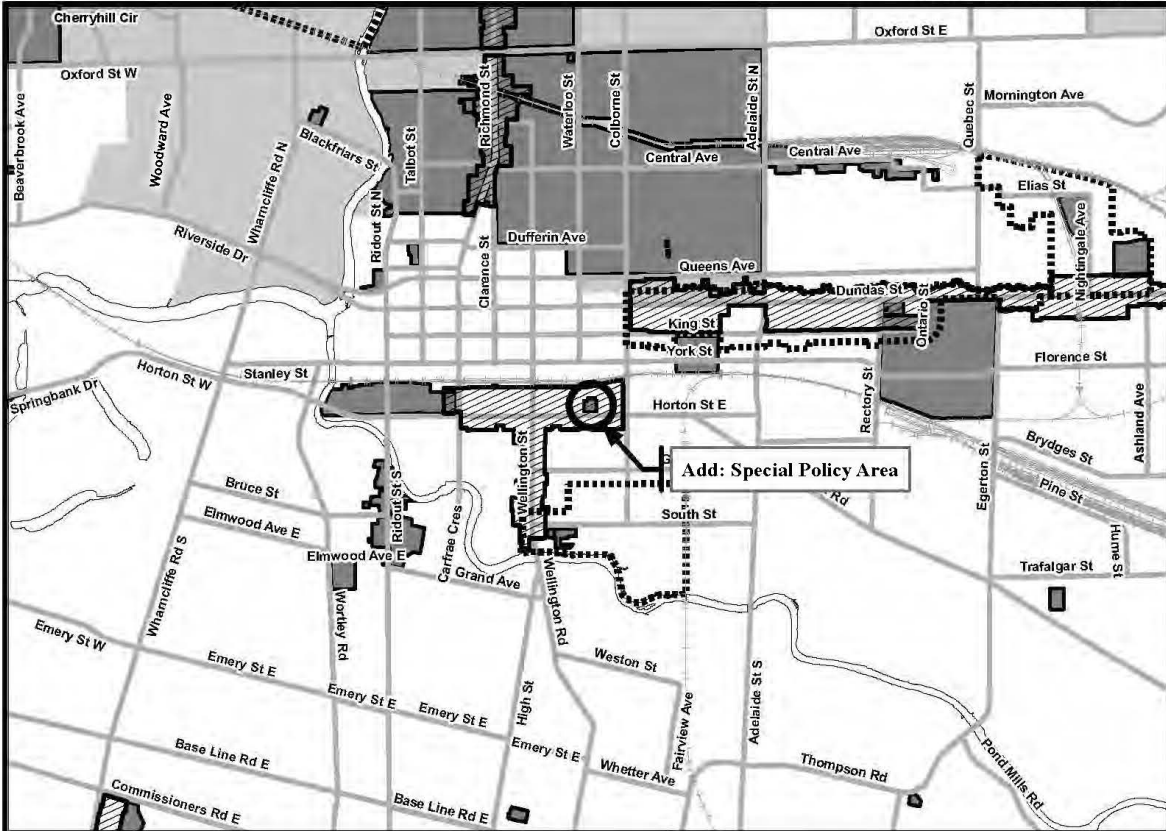 Cherryhill Cir
Oxford St E
Oxford St W
Beaverbrook Ave
Woodward Ave
Wharncliffe Rd N
Blackfriars St
Talbot St
Richmond St
Waterloo St
Colborne St
Adelaide St N
Quebec St
Mornington Ave
Central Ave
Central Ave
Elias St
Nightingale Ave
Riverside Dr
Ridout St N
Clarence St
Dufferin Ave
Queens Ave
Dundas St
Ontario St
King St
York St
Florence St
Stanley St
Horton St W
Springbank Dr
Horton St E
Rectory St
Egerton St
Ashland Ave
Brydges St
Pine St
Hume St
Trafalgar St
Add: Special Policy Area
G
Rd
Wellington St
South St
Bruce St
Elmwood Ave E
Elmwood Ave E
Ridout St S
Carfrae Cres
Grand Ave
Wellington Rd
Wharncliffe Rd S
Wortley Rd
Emery St W
Emery St E
Emery St E
Emery St E
Emery St E
High St
Weston St
Fairview Ave
Adelaide St S
Whetter Ave
Thompson Rd
Pond Mills Rd
Base Line Rd E
Base Line Rd E
Commissioners Rd E